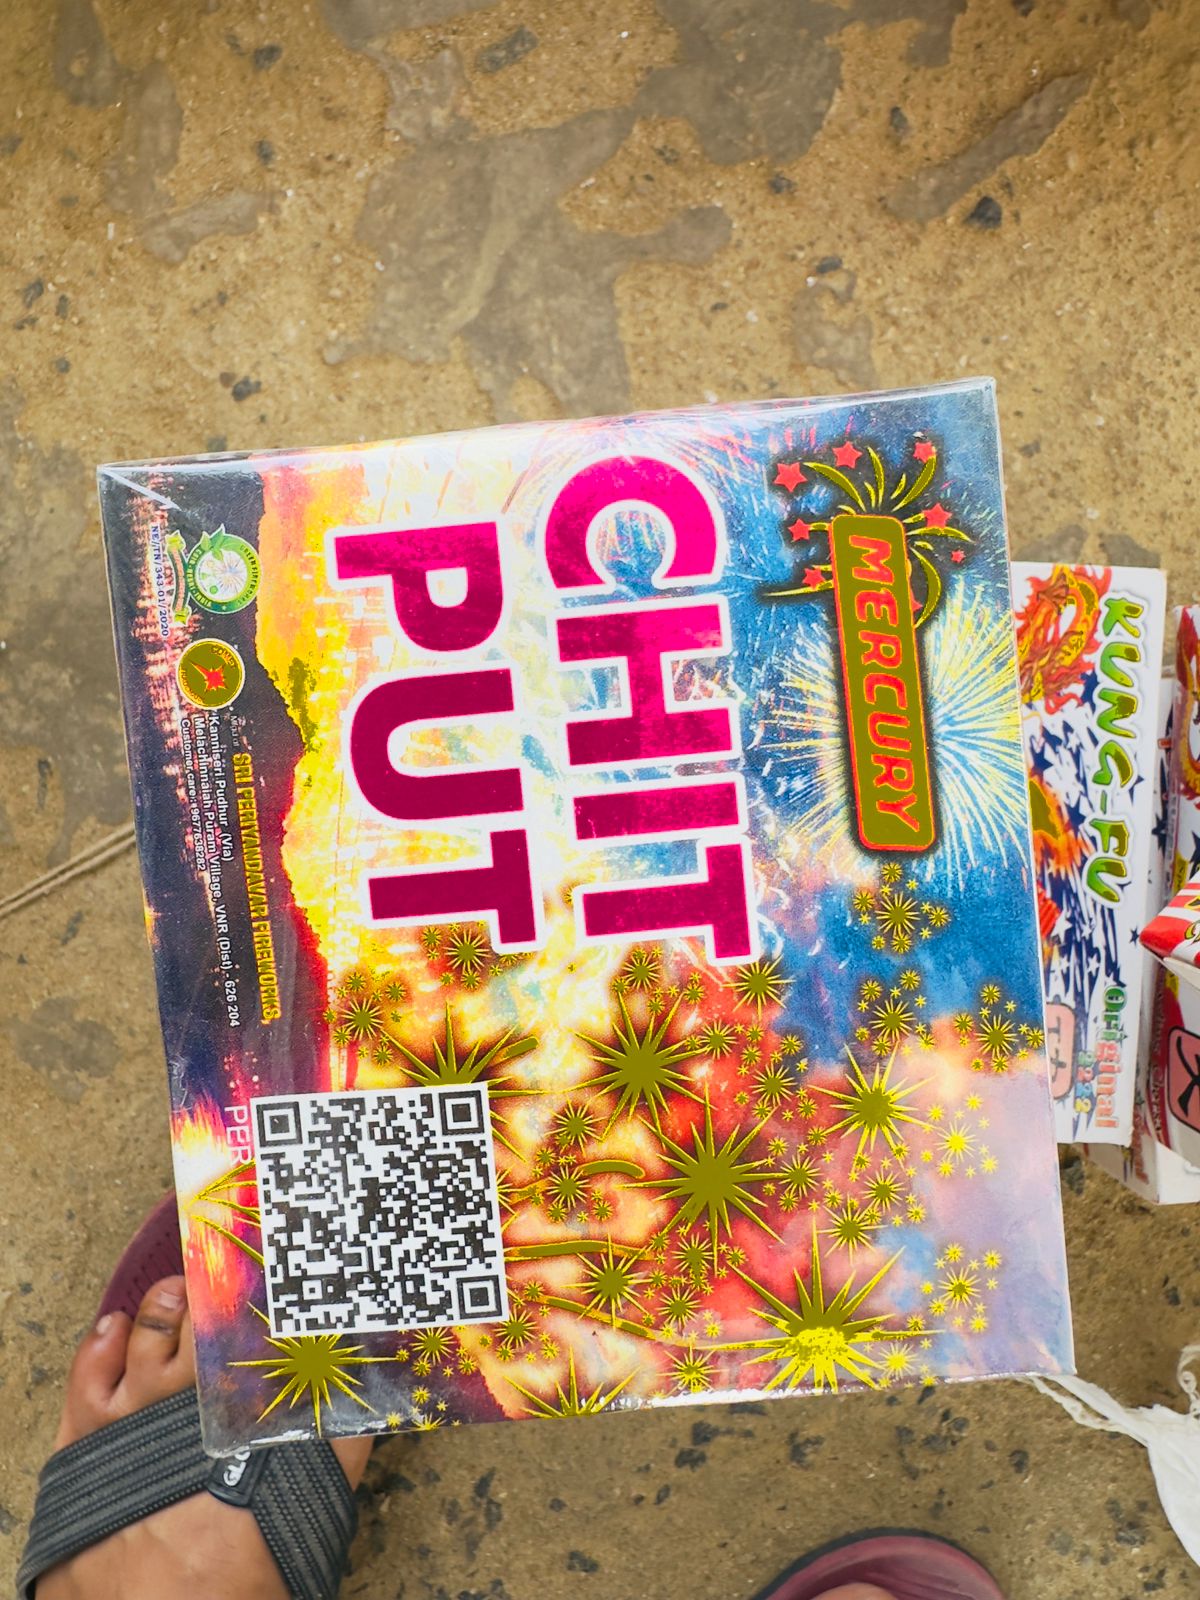 KUNG-FU
Original
2222
MERCURY
CHIT
PUT
SRI PERIYANDAVAR FIREWORKS,
Kanniseri Pudhur (Via)
Melachinnaiah Puram Village, VNR (Dist) - 626 204
Customer care : 9677638282
NE/TN/343-01/2020
PER